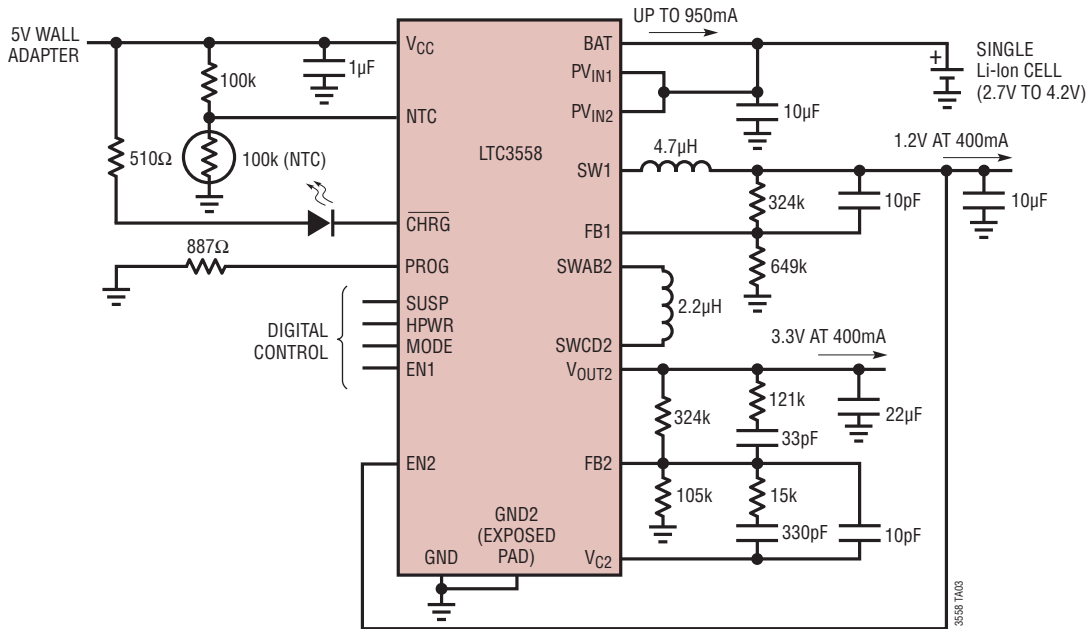 5V WALL
ADAPTER
100k
1µF
510Ω
100k (NTC)
887Ω
DIGITAL
CONTROL
VCC
NTC
CHRG
PROG
SUSP
HPWR
MODE
EN1
EN2
LTC3558
GND
GND2
(EXPOSED
PAD)
BAT
PVIN1
PVIN2
SW1
FB1
SWAB2
SWCD2
VOUT2
FB2
VC2
UP TO 950mA
+
SINGLE
Li-Ion CELL
(2.7V TO 4.2V)
10µF
4.7µH
1.2V AT 400mA
324k
10pF
10µF
649k
2.2µH
3.3V AT 400mA
324k
121k
33pF
22µF
105k
15k
330pF
10pF
3558 TA03